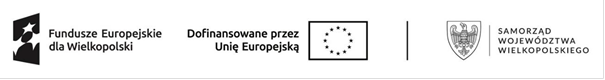 Fundusze Europejskie
dla Wielkopolski
Dofinansowane przez
Unię Europejską
SAMORZĄD
WOJEWÓDZTWA
WIELKOPOLSKIEGO